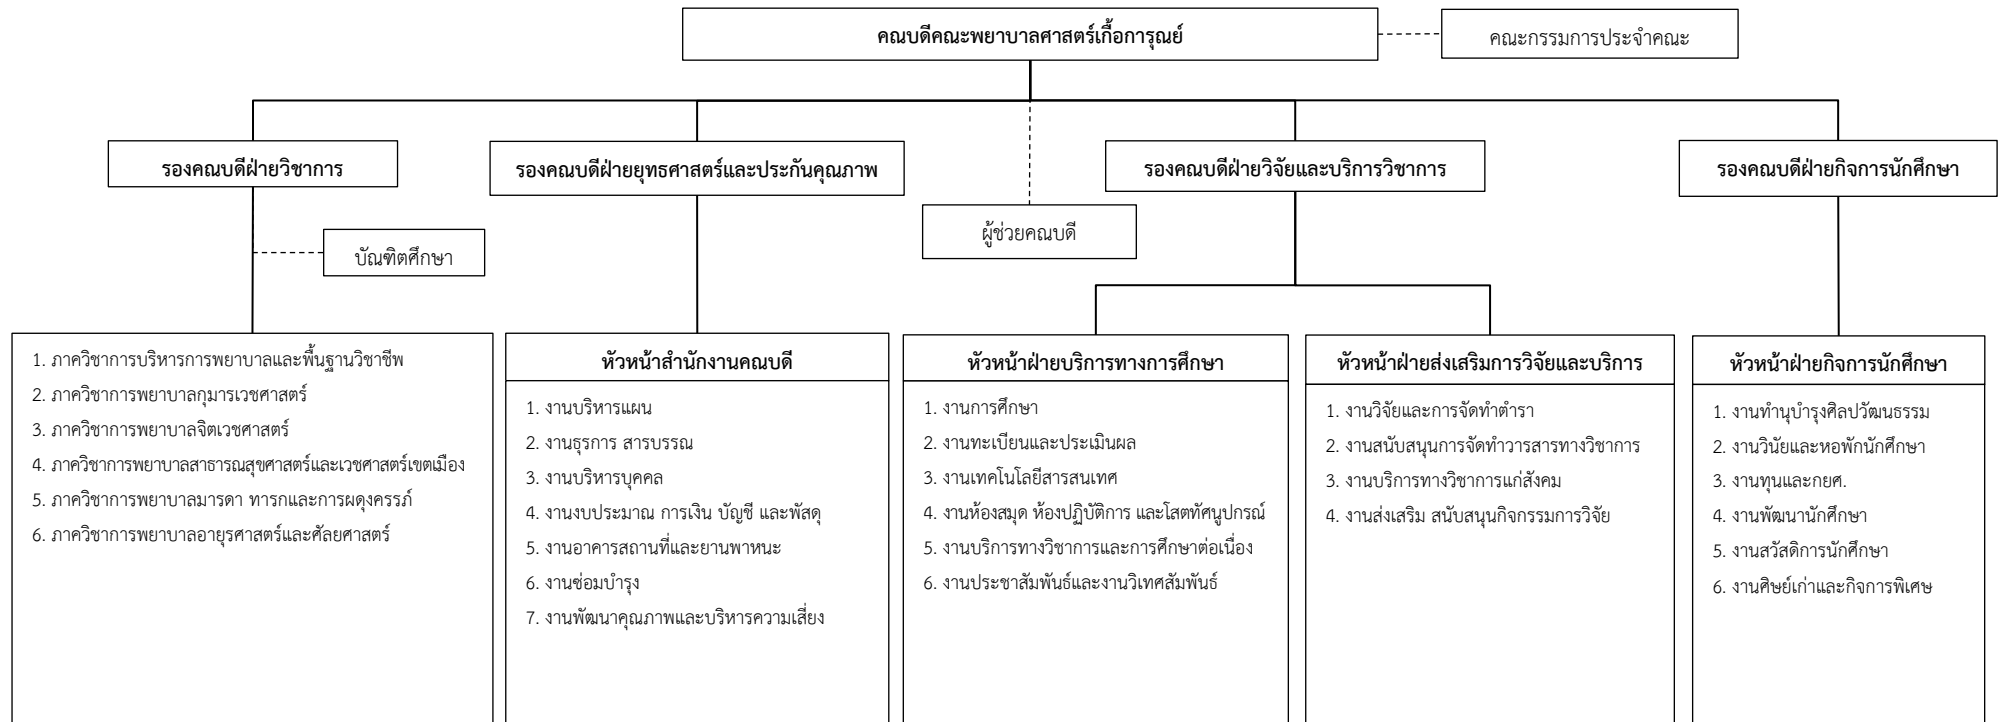 คณบดีคณะพยาบาลศาสตร์เกื้อการุณย์
คณะกรรมการประจำคณะ
รองคณบดีฝ่ายวิชาการ
รองคณบดีฝ่ายยุทธศาสตร์และประกันคุณภาพ
รองคณบดีฝ่ายวิจัยและบริการวิชาการ
รองคณบดีฝ่ายกิจการนักศึกษา
ผู้ช่วยคณบดี
บัณฑิตศึกษา
1. ภาควิชาการบริหารการพยาบาลและพื้นฐานวิชาชีพ
2. ภาควิชาการพยาบาลกุมารเวชศาสตร์
3. ภาควิชาการพยาบาลจิตเวชศาสตร์
4. ภาควิชาการพยาบาลสาธารณสุขศาสตร์และเวชศาสตร์เขตเมือง
5. ภาควิชาการพยาบาลมารดา ทารกและการผดุงครรภ์
6. ภาควิชาการพยาบาลอายุรศาสตร์และศัลยศาสตร์
หัวหน้าสำนักงานคณบดี
1. งานบริหารแผน
2. งานธุรการ สารบรรณ
3. งานบริหารบุคคล
4. งานงบประมาณ การเงิน บัญชี และพัสดุ
5. งานอาคารสถานที่และยานพาหนะ
6. งานซ่อมบำรุง
7. งานพัฒนาคุณภาพและบริหารความเสี่ยง
หัวหน้าฝ่ายบริการทางการศึกษา
1. งานการศึกษา
2. งานทะเบียนและประเมินผล
3. งานเทคโนโลยีสารสนเทศ
4. งานห้องสมุด ห้องปฏิบัติการ และโสตทัศนูปกรณ์
5. งานบริการทางวิชาการและการศึกษาต่อเนื่อง
6. งานประชาสัมพันธ์และงานวิเทศสัมพันธ์
หัวหน้าฝ่ายส่งเสริมการวิจัยและบริการ
1. งานวิจัยและการจัดทำตำรา
2. งานสนับสนุนการจัดทำวารสารทางวิชาการ
3. งานบริการทางวิชาการแก่สังคม
4. งานส่งเสริม สนับสนุนกิจกรรมการวิจัย
หัวหน้าฝ่ายกิจการนักศึกษา
1. งานทำนุบำรุงศิลปวัฒนธรรม
2. งานวินัยและหอพักนักศึกษา
3. งานทุนและกยศ.
4. งานพัฒนานักศึกษา
5. งานสวัสดิการนักศึกษา
6. งานศิษย์เก่าและกิจการพิเศษ